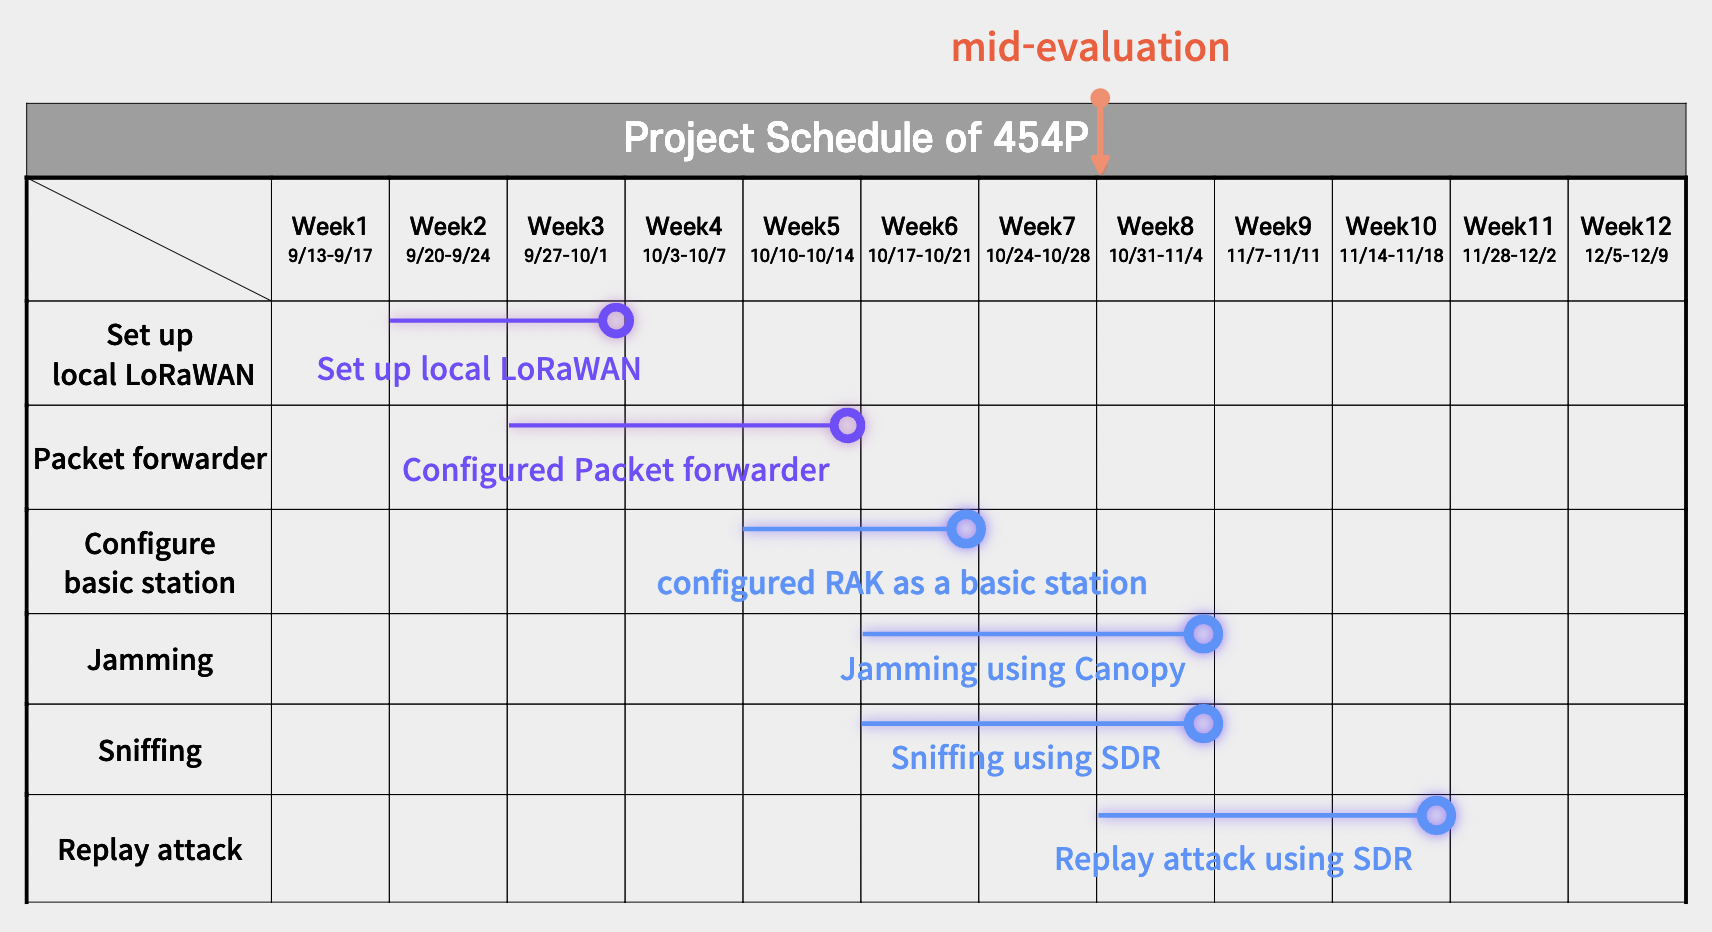 mid-evaluation
Project Schedule of 454P
Week1 Week2 Week3 Week4 Week5 Week6 Week7 Week8 Week9 Week10 Week11 Week12
9/13-9/17 9/20-9/24 9/27-10/1 10/3-10/7 10/10-10/14 10/17-10/21 10/24-10/28 10/31-11/4 11/7-11/11 11/14-11/18 11/28-12/2 12/5-12/9
Set up
local LoRaWAN
Set up local LoRaWAN
Packet forwarder
Configured Packet forwarder
Configure
basic station
configured RAK as a basic station
Jamming
Jamming using Canopy
Sniffing
Sniffing using SDR
Replay attack
Replay attack using SDR